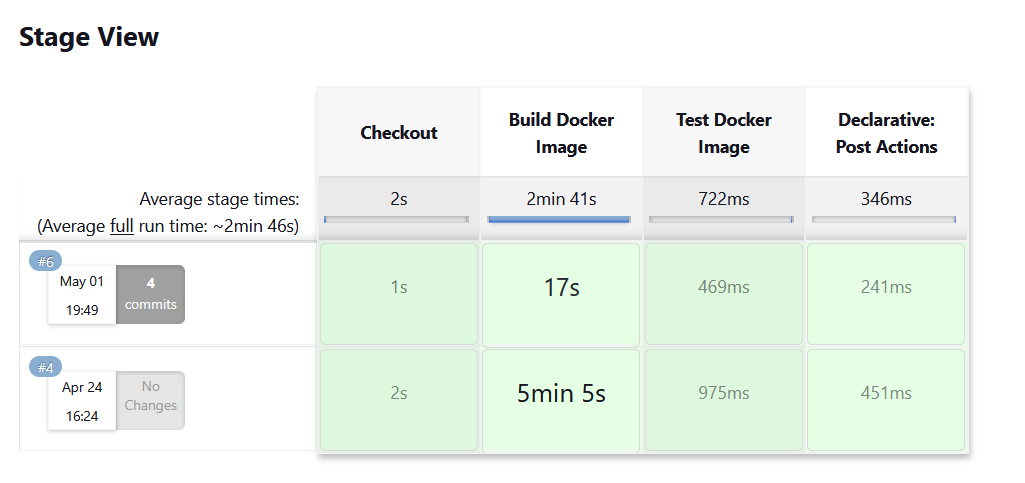 Stage View
Checkout
Build Docker
Image
Test Docker
Image
Declarative:
Post Actions
Average stage times:
(Average full run time: ~2min 46s)
2s
2min 41s
722ms
346ms
#6
May 01
19:49
4
commits
1s
17s
469ms
241ms
#4
Apr 24
16:24
No
Changes
2s
5min 5s
975ms
451ms